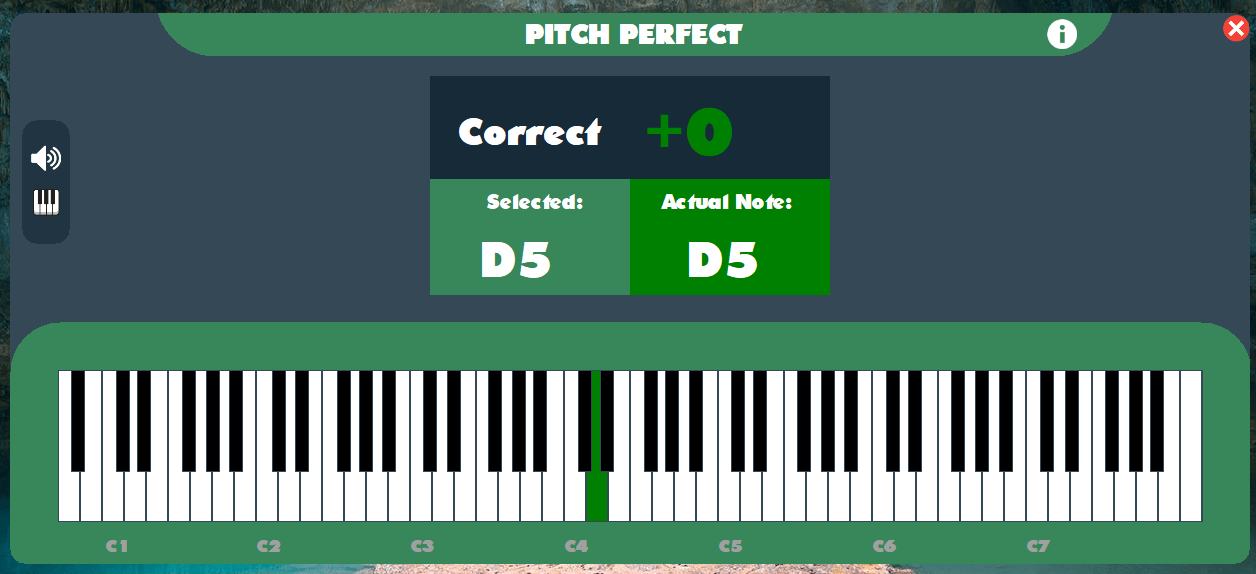 PITCH PERFECT
Correct +0
Selected: Actual Note:
D5 D5
C1 C2 C3 C4 C5 C6 C7